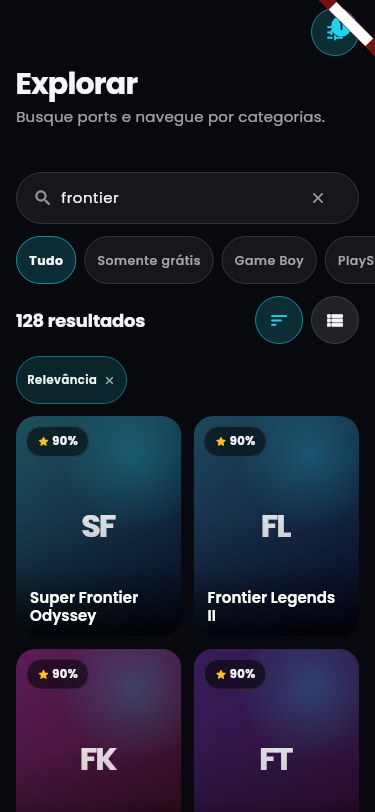 Explorar
Busque ports e navegue por categorias.
frontier
Tudo
Somente grátis
Game Boy
PlayS
128 resultados
Relevância
90%
90%
SF
FL
Super Frontier
Odyssey
Frontier Legends
II
90%
90%
FK
FT